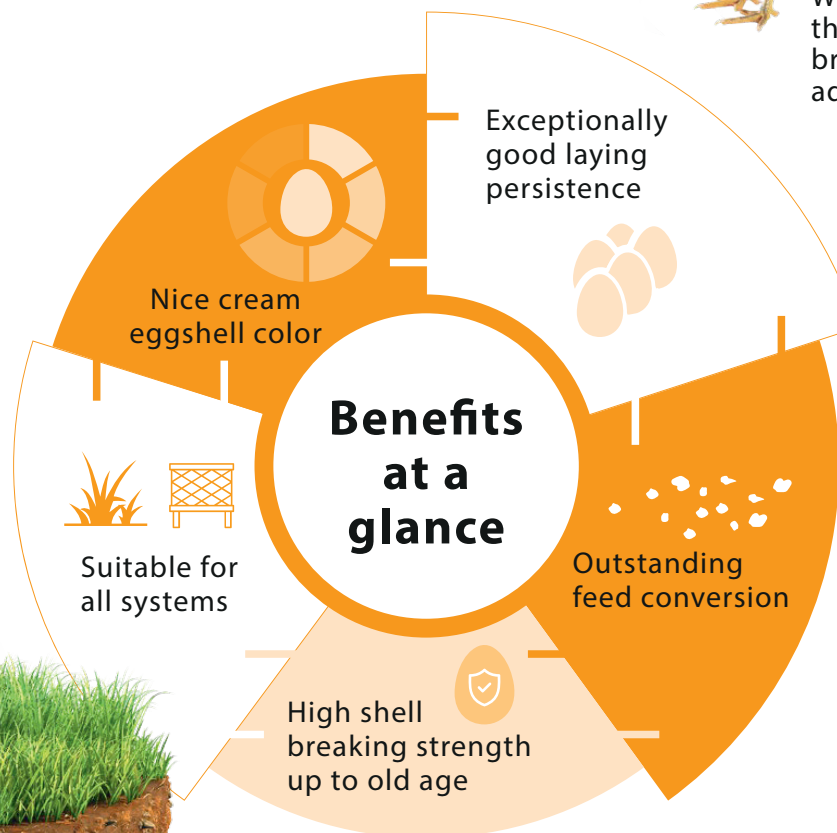 Exceptionally
good laying
persistence
Nice cream
eggshell color
Benefits
at a
glance
Outstanding
feed conversion
Suitable for
all systems
High shell
breaking strength
up to old age